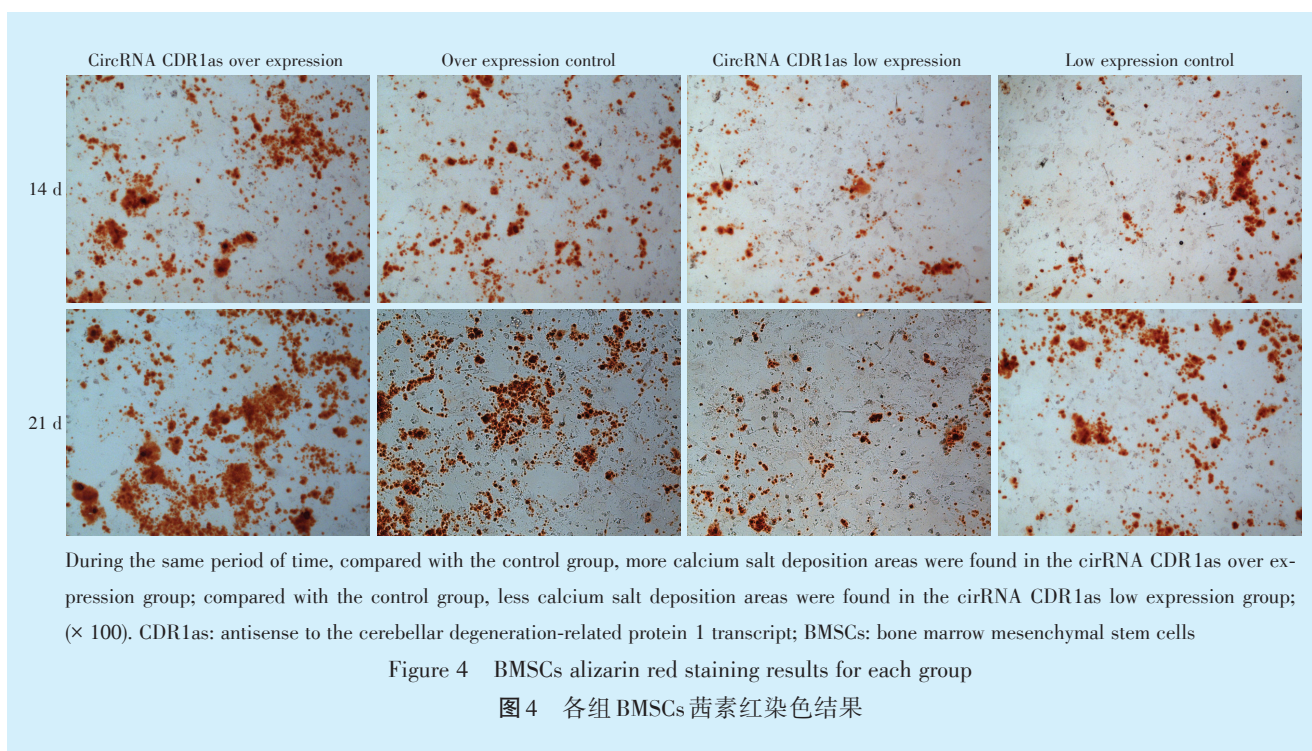 CircRNA CDR1as over expression
Over expression control
CircRNA CDR1as low expression
Low expression control
14 d
21 d
During the same period of time, compared with the control group, more calcium salt deposition areas were found in the cirRNA CDR1as over ex-
pression group; compared with the control group, less calcium salt deposition areas were found in the cirRNA CDR1as low expression group;
(× 100). CDR1as: antisense to the cerebellar degeneration-related protein 1 transcript; BMSCs: bone marrow mesenchymal stem cells
Figure 4 BMSCs alizarin red staining results for each group
图4 各组BMSCs茜素红染色结果